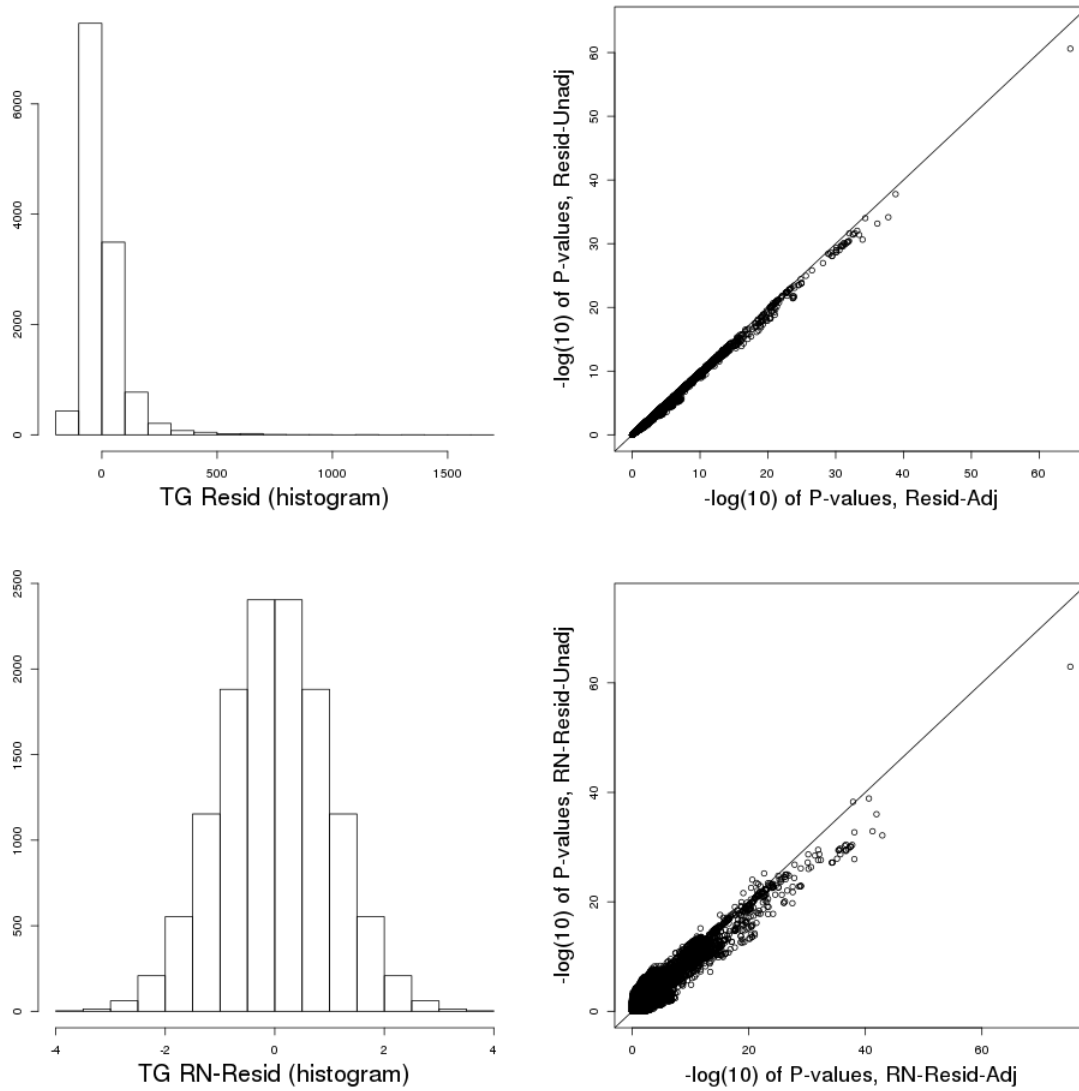 6000
4000
2000
0
0 500 1000 1500
TG Resid (histogram)
-log(10) of P-values, Resid-Unadj
60
50
40
30
20
10
0
0 10 20 30 40 50 60
-log(10) of P-values, Resid-Adj
2500
2000
1500
1000
500
0
-4 -2 0 2 4
TG RN-Resid (histogram)
-log(10) of P-values, RN-Resid-Unadj
60
40
20
0
0 20 40 60
-log(10) of P-values, RN-Resid-Adj